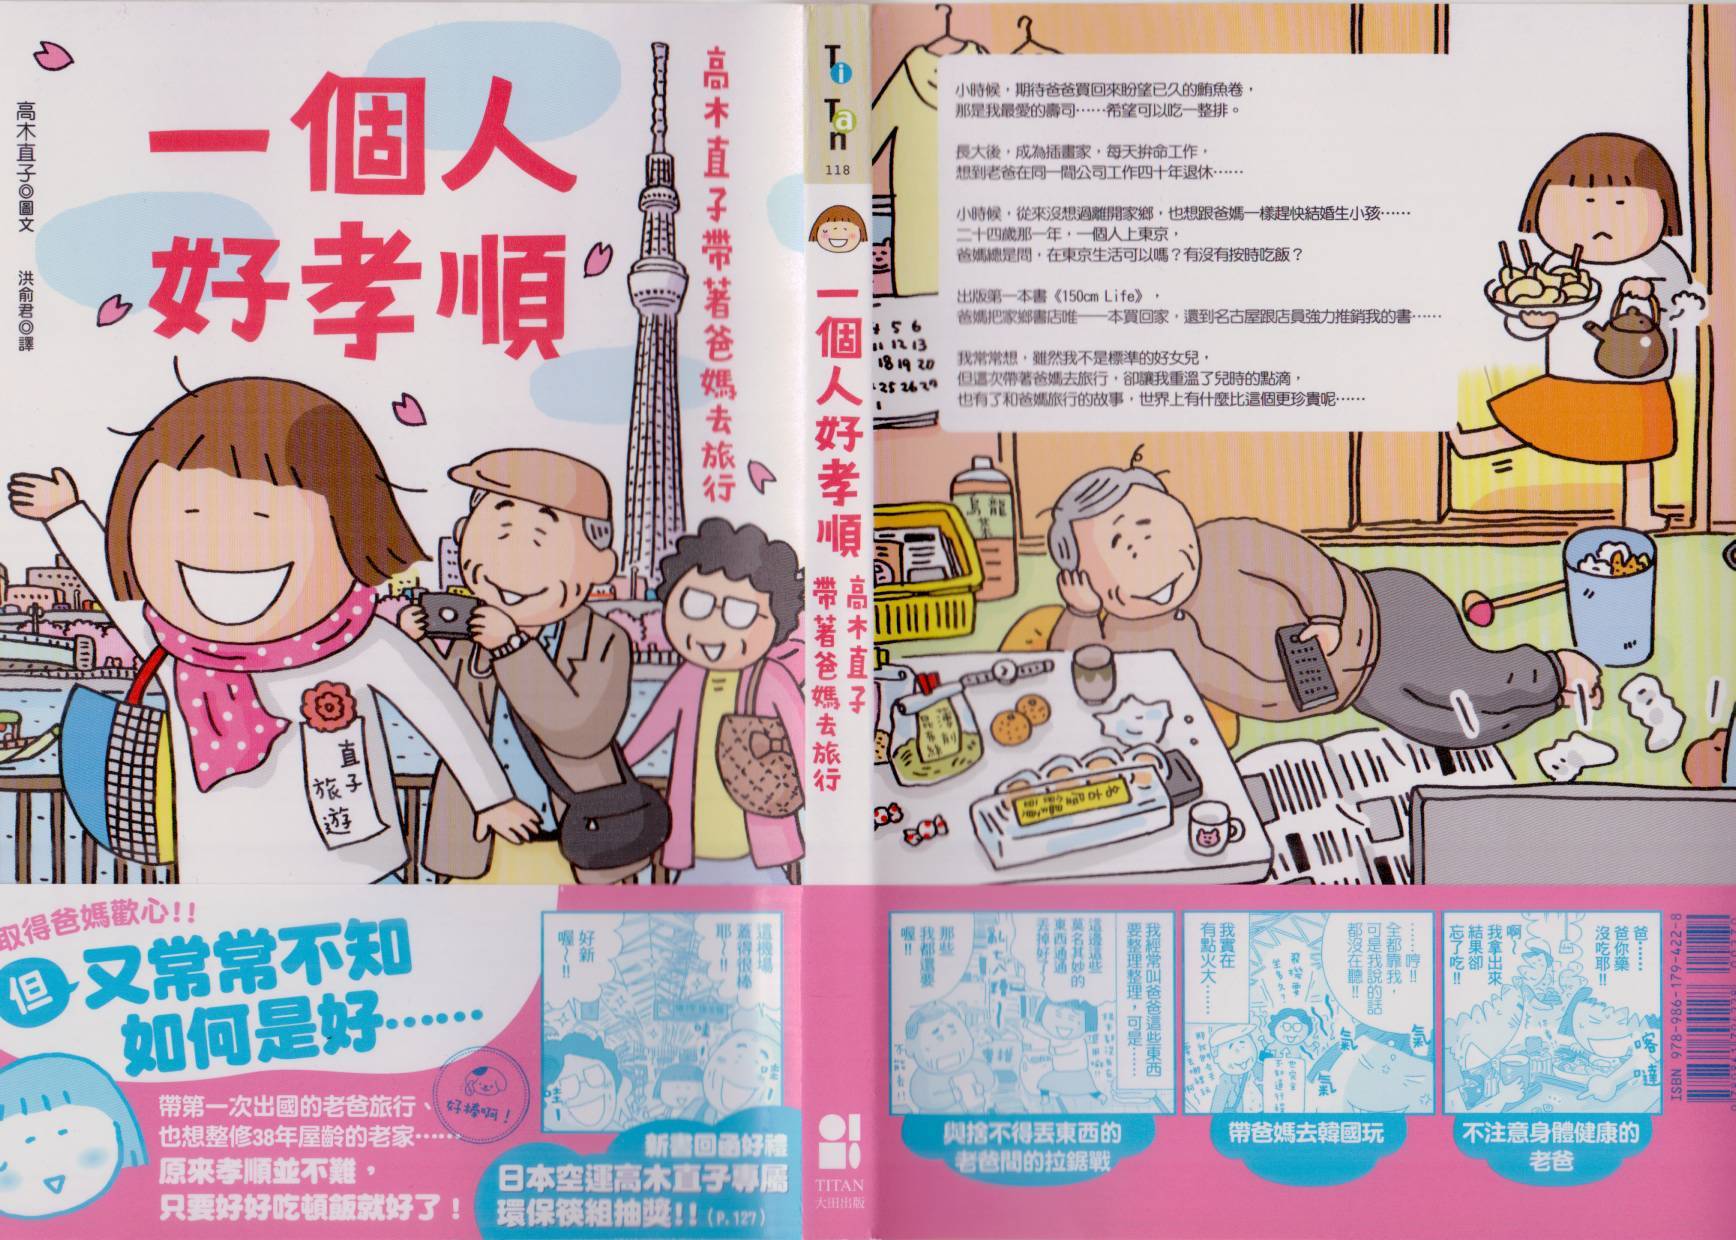 一個人
好孝順
高木直子帶著爸媽去旅行
高木直子◎圖文
洪俞君◎譯
直子
旅遊
取得爸媽歡心!!
但
又常常不知
如何是好……
帶第一次出國的老爸旅行、
也想整修38年屋齡的老家……
原來孝順並不難，
只要好好吃頓飯就好了！
好棒啊！
這機場
蓋得很棒
耶～!!
好新
喔～!!
哇！
新書回函好禮
日本空運高木直子專屬
環保筷組抽獎!!(P.127)
TiTan
118
一個人好孝順
高木直子
帶著爸媽去旅行
TITAN
大田出版
小時候，期待爸爸買回來盼望已久的鮪魚卷，
那是我最愛的壽司……希望可以吃一整排。
長大後，成為插畫家，每天拚命工作，
想到老爸在同一間公司工作四十年退休……
小時候，從來沒想過離開家鄉，也想跟爸媽一樣趕快結婚生小孩……
二十四歲那一年，一個人上東京，
爸媽總是問，在東京生活可以嗎？有沒有按時吃飯？
出版第一本書《150cm Life》，
爸媽把家鄉書店唯一一本買回家，還到名古屋跟店員強力推銷我的書……
我常常想，雖然我不是標準的好女兒，
但這次帶著爸媽去旅行，卻讓我重溫了兒時的點滴，
也有了和爸媽旅行的故事，世界上有什麼比這個更珍貴呢……
4 5 6
11 12 13
18 19 20
25 26 27
烏龍茶
我經常叫爸爸這些東西
要整理整理，可是……
這邊這些
莫名其妙的
東西通通
丟掉好了！
亂七八糟
那些
我都還要
喔!!
與捨不得丟東西的
老爸間的拉鋸戰
……哼!!
全都靠我，
可是我說的話
都沒在聽!!
氣
氣
氣
我實在
有點火大……
帶爸媽去韓國玩
爸……
爸你藥
沒吃耶!!
啊～
我拿出來
結果卻
忘了吃!!
喀
噠
不注意身體健康的
老爸
ISBN 978-986-179-422-8